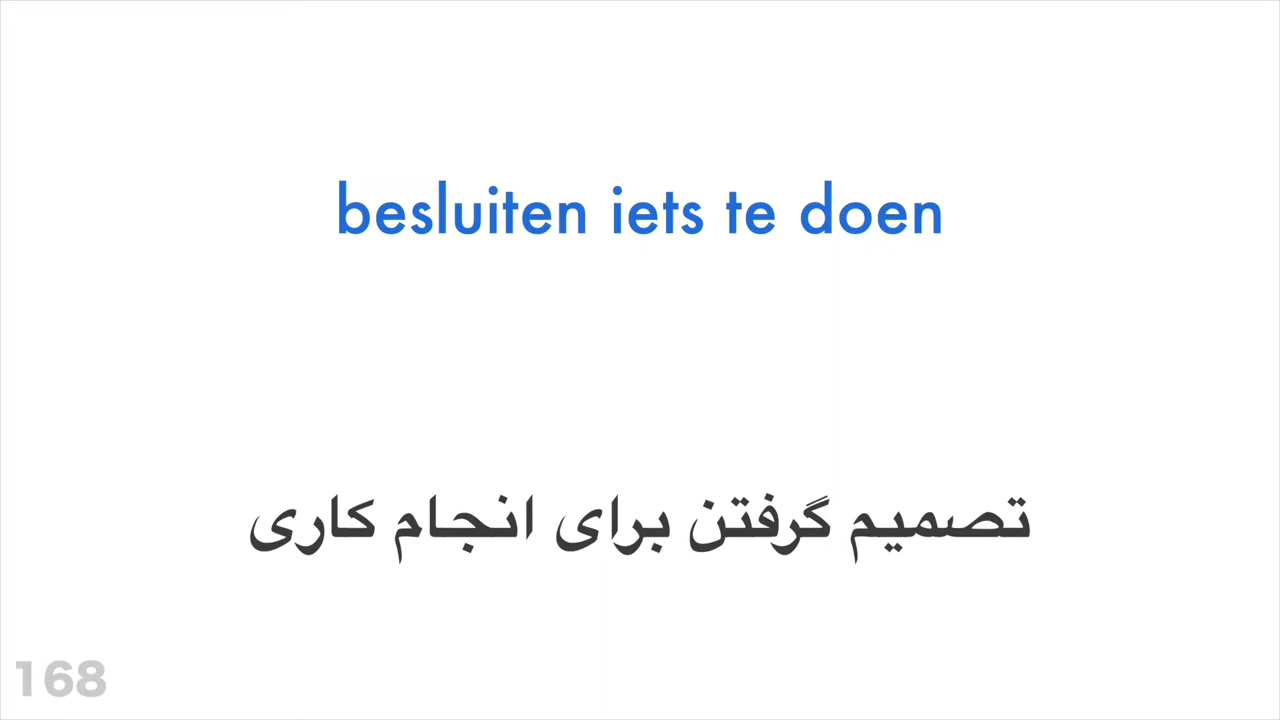 besluiten iets te doen
تصمیم گرفتن برای انجام کاری
168